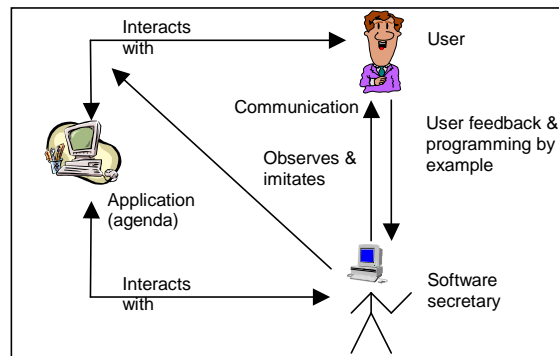 Interacts
with
User
Communication
User feedback &
programming by
example
Observes &
imitates
Application
(agenda)
Interacts
with
Software
secretary